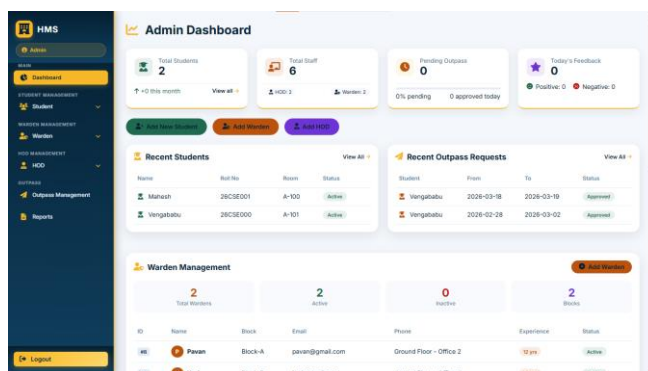 HMS
Admin
MAIN
Dashboard
STUDENT MANAGEMENT
Student
WARDEN MANAGEMENT
Warden
HOD MANAGEMENT
HOD
OUTPASS
Outpass Management
Reports
Logout
Admin Dashboard
Total Students
2
+0 this month View all
Total Staff
6
HOD: 2 Warden: 2
Pending Outpass
0
0% pending 0 approved today
Today's Feedback
0
Positive: 0 Negative: 0
Add New Student Add Warden Add HOD
Recent Students View All
Name Roll No Room Status
Mahesh 26CSE001 A-100 Active
Vengababu 26CSE000 A-101 Active
Recent Outpass Requests View All
Student From To Status
Vengababu 2026-03-18 2026-03-19 Approved
Vengababu 2026-02-28 2026-03-02 Approved
Warden Management Add Warden
2 2 0 2
Total Wardens Active Inactive Blocks
ID Name Block Email Phone Experience Status
P Pavan Block-A pavan@gmail.com Ground Floor - Office 2 12 yrs Active